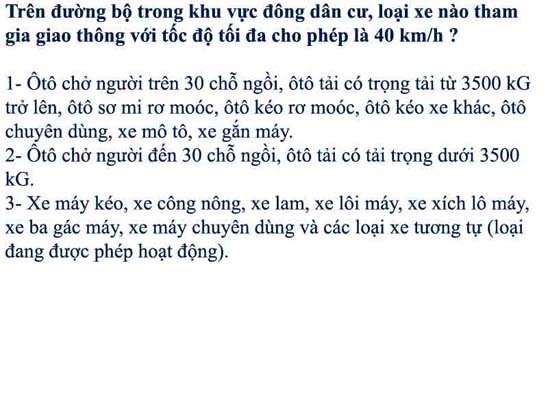 Trên đường bộ trong khu vực đông dân cư, loại xe nào tham
gia giao thông với tốc độ tối đa cho phép là 40 km/h ?
1- Ôtô chở người trên 30 chỗ ngồi, ôtô tải có trọng tải từ 3500 kG
trở lên, ôtô sơ mi rơ moóc, ôtô kéo rơ moóc, ôtô kéo xe khác, ôtô
chuyên dùng, xe mô tô, xe gắn máy.
2- Ôtô chở người đến 30 chỗ ngồi, ôtô tải có tải trọng dưới 3500
kG.
3- Xe máy kéo, xe công nông, xe lam, xe lôi máy, xe xích lô máy,
xe ba gác máy, xe máy chuyên dùng và các loại xe tương tự (loại
đang được phép hoạt động).